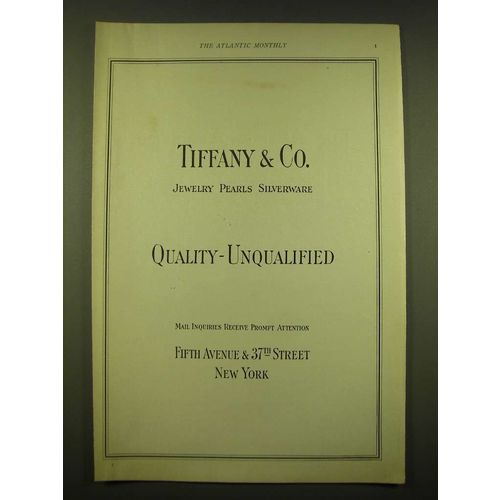 THE ATLANTIC MONTHLY 1
TIFFANY & CO.
JEWELRY PEARLS SILVERWARE
QUALITY-UNQUALIFIED
MAIL INQUIRIES RECEIVE PROMPT ATTENTION
FIFTH AVENUE & 37TH STREET
NEW YORK